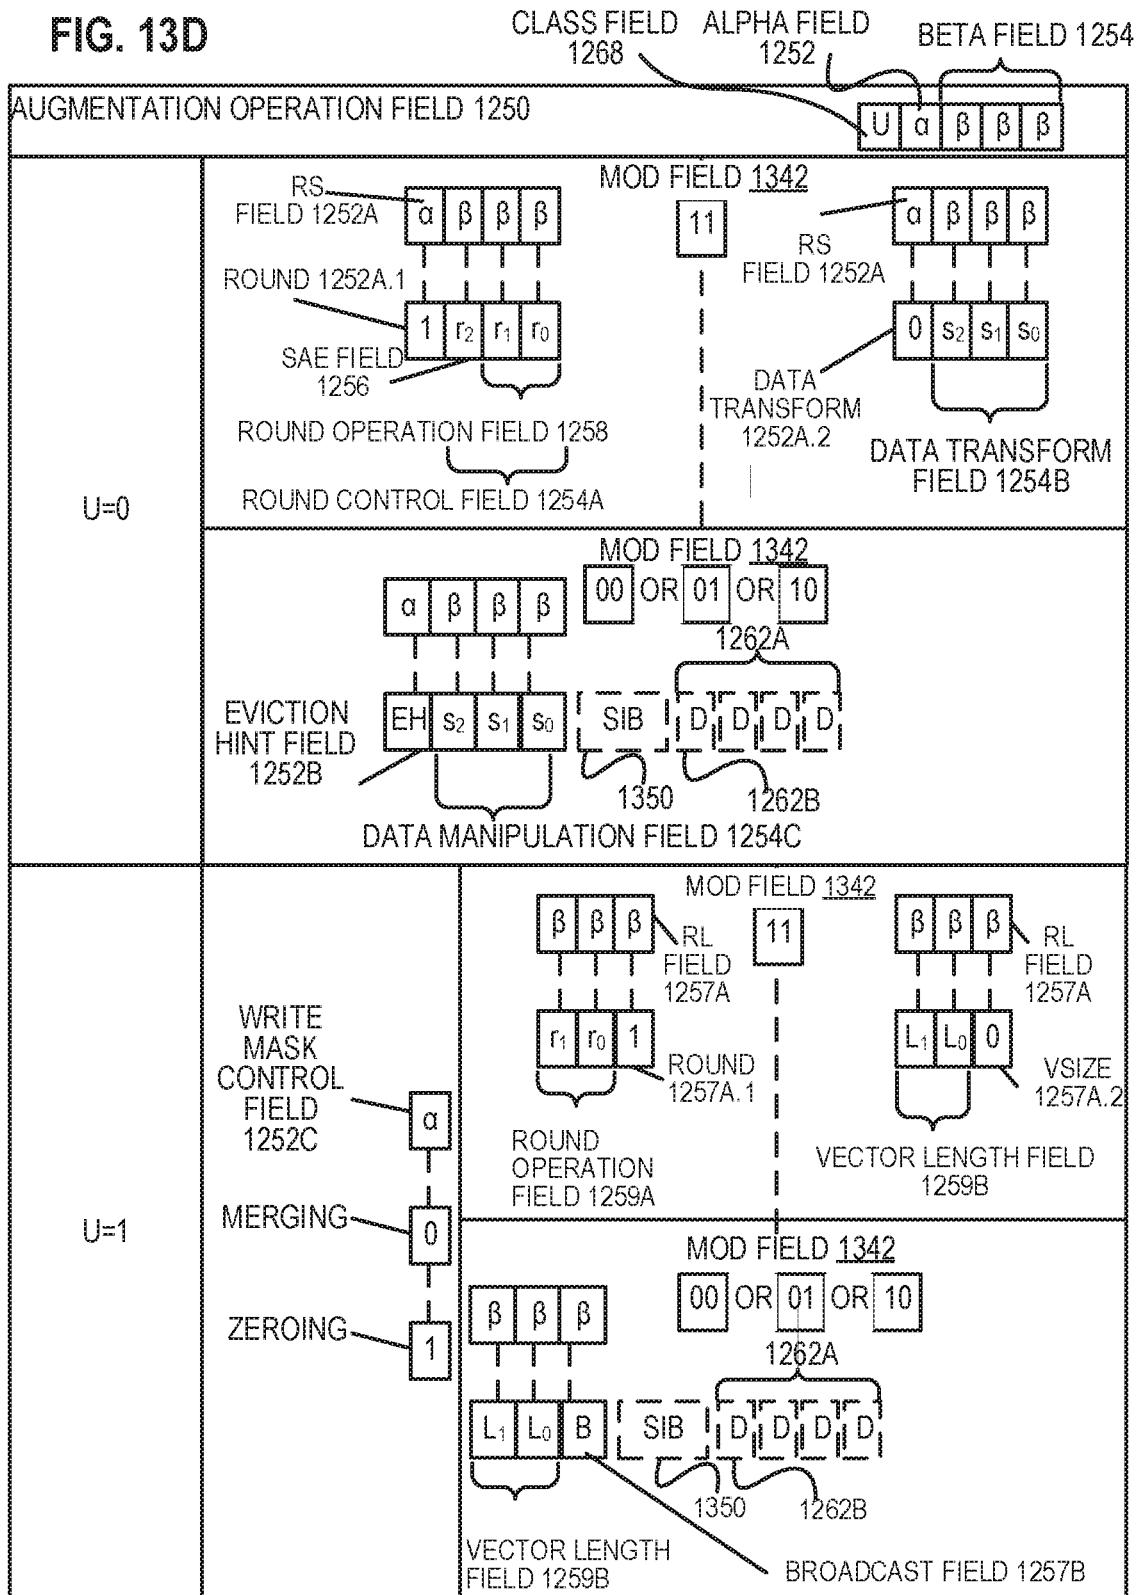 FIG. 13D
CLASS FIELD
1268
ALPHA FIELD
1252
BETA FIELD 1254
AUGMENTATION OPERATION FIELD 1250
U α β β β
U=0
MOD FIELD 1342
11
RS
FIELD 1252A
α β β β
ROUND 1252A.1
1 r2 r1 r0
SAE FIELD
1256
ROUND OPERATION FIELD 1258
ROUND CONTROL FIELD 1254A
α β β β
RS
FIELD 1252A
0 s2 s1 s0
DATA
TRANSFORM
1252A.2
DATA TRANSFORM
FIELD 1254B
MOD FIELD 1342
00 OR 01 OR 10
α β β β
1262A
EH s2 s1 s0 SIB D D D D
EVICTION
HINT FIELD
1252B
1350
1262B
DATA MANIPULATION FIELD 1254C
U=1
WRITE
MASK
CONTROL
FIELD
1252C
α
MERGING
0
ZEROING
1
MOD FIELD 1342
11
β β β
RL
FIELD
1257A
r1 r0 1
ROUND
1257A.1
ROUND
OPERATION
FIELD 1259A
β β β
RL
FIELD
1257A
L1 L0 0
VSIZE
1257A.2
VECTOR LENGTH FIELD
1259B
MOD FIELD 1342
00 OR 01 OR 10
β β β
1262A
L1 L0 B SIB D D D D
1350
1262B
VECTOR LENGTH
FIELD 1259B
BROADCAST FIELD 1257B